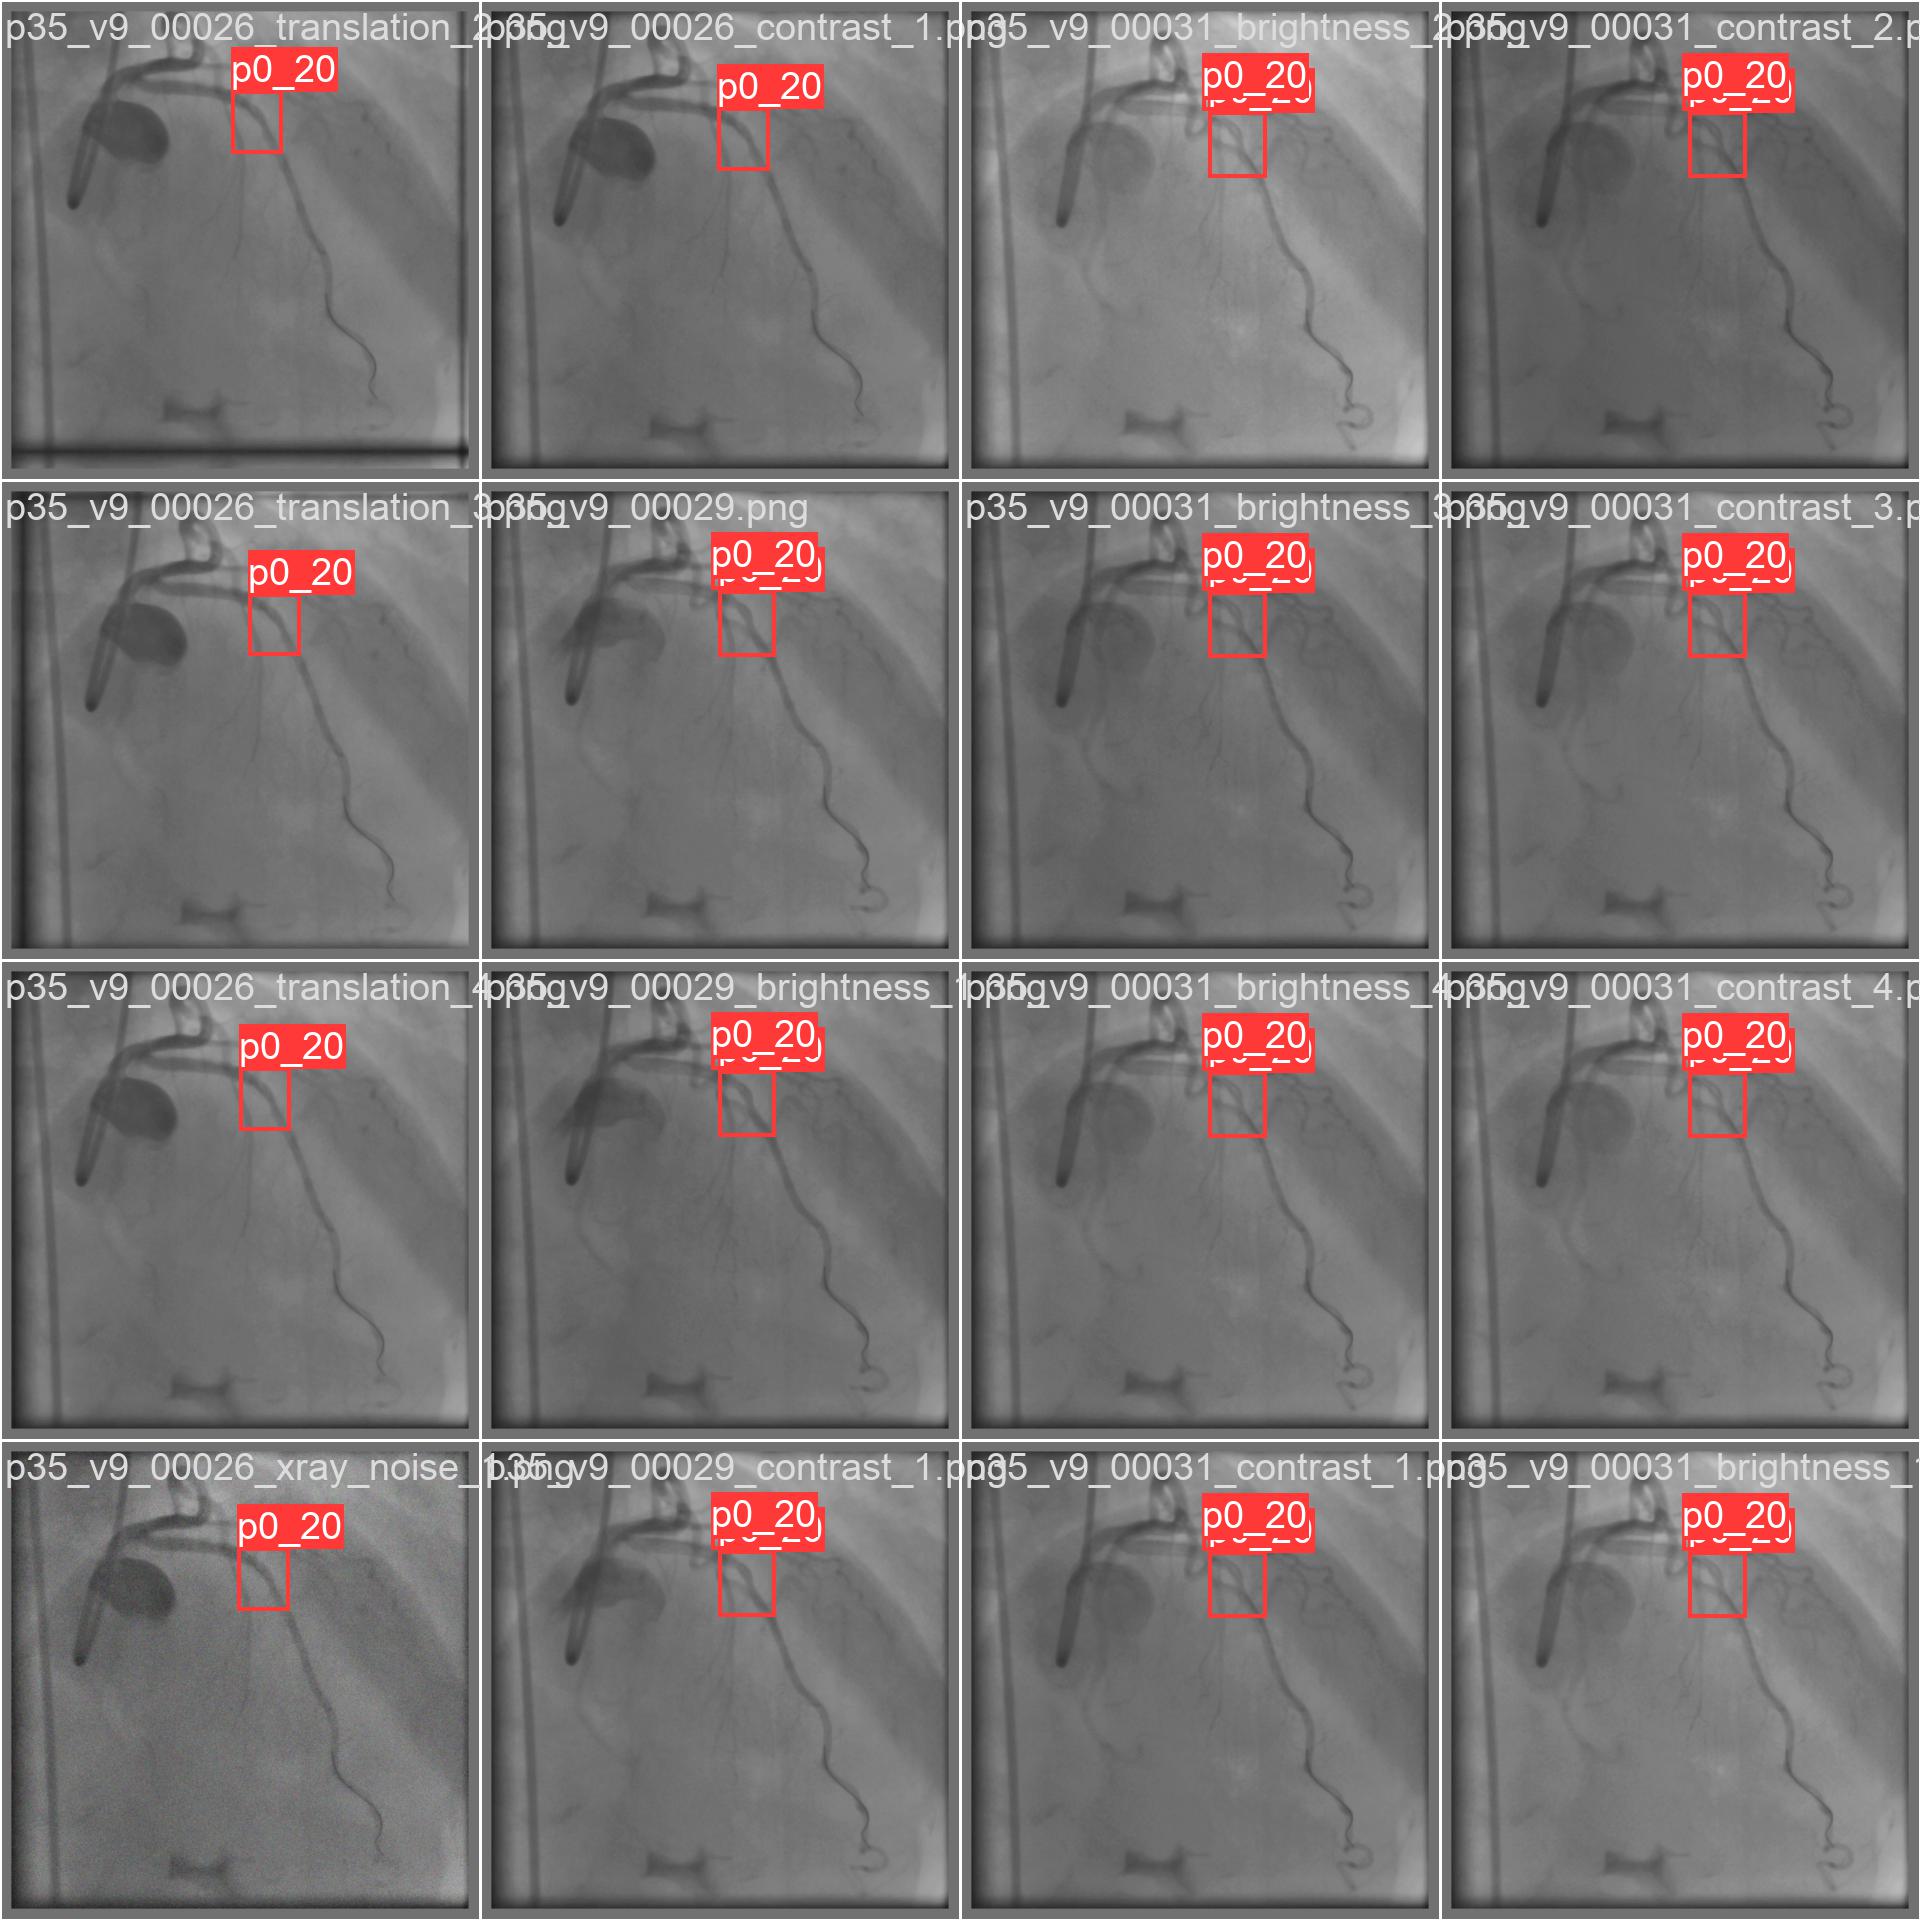 p35_v9_00026_translation_2.png
p35_v9_00026_contrast_1.png
p35_v9_00031_brightness_2.png
p35_v9_00031_contrast_2.p
p0_20
p0_20
p0_20
p0_20
p35_v9_00026_translation_3.png
p35_v9_00029.png
p35_v9_00031_brightness_3.png
p35_v9_00031_contrast_3.p
p0_20
p0_20
p0_20
p0_20
p35_v9_00026_translation_4.png
p35_v9_00029_brightness_1.png
p35_v9_00031_brightness_4.png
p35_v9_00031_contrast_4.p
p0_20
p0_20
p0_20
p0_20
p35_v9_00026_xray_noise_1.png
p35_v9_00029_contrast_1.png
p35_v9_00031_contrast_1.png
p35_v9_00031_brightness_1
p0_20
p0_20
p0_20
p0_20